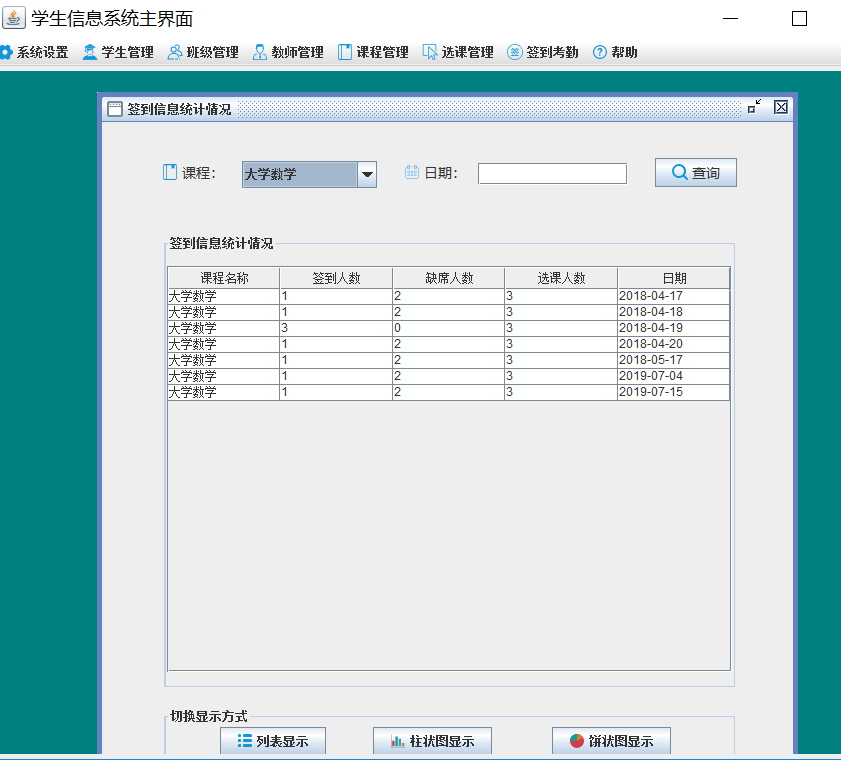 学生信息系统主界面
系统设置 学生管理 班级管理 教师管理 课程管理 选课管理 签到考勤 帮助
签到信息统计情况
课程： 大学数学 日期： 查询
签到信息统计情况
课程名称 签到人数 缺席人数 选课人数 日期
大学数学 1 2 3 2018-04-17
大学数学 1 2 3 2018-04-18
大学数学 3 0 3 2018-04-19
大学数学 1 2 3 2018-04-20
大学数学 1 2 3 2018-05-17
大学数学 1 2 3 2019-07-04
大学数学 1 2 3 2019-07-15
切换显示方式
列表显示 柱状图显示 饼状图显示